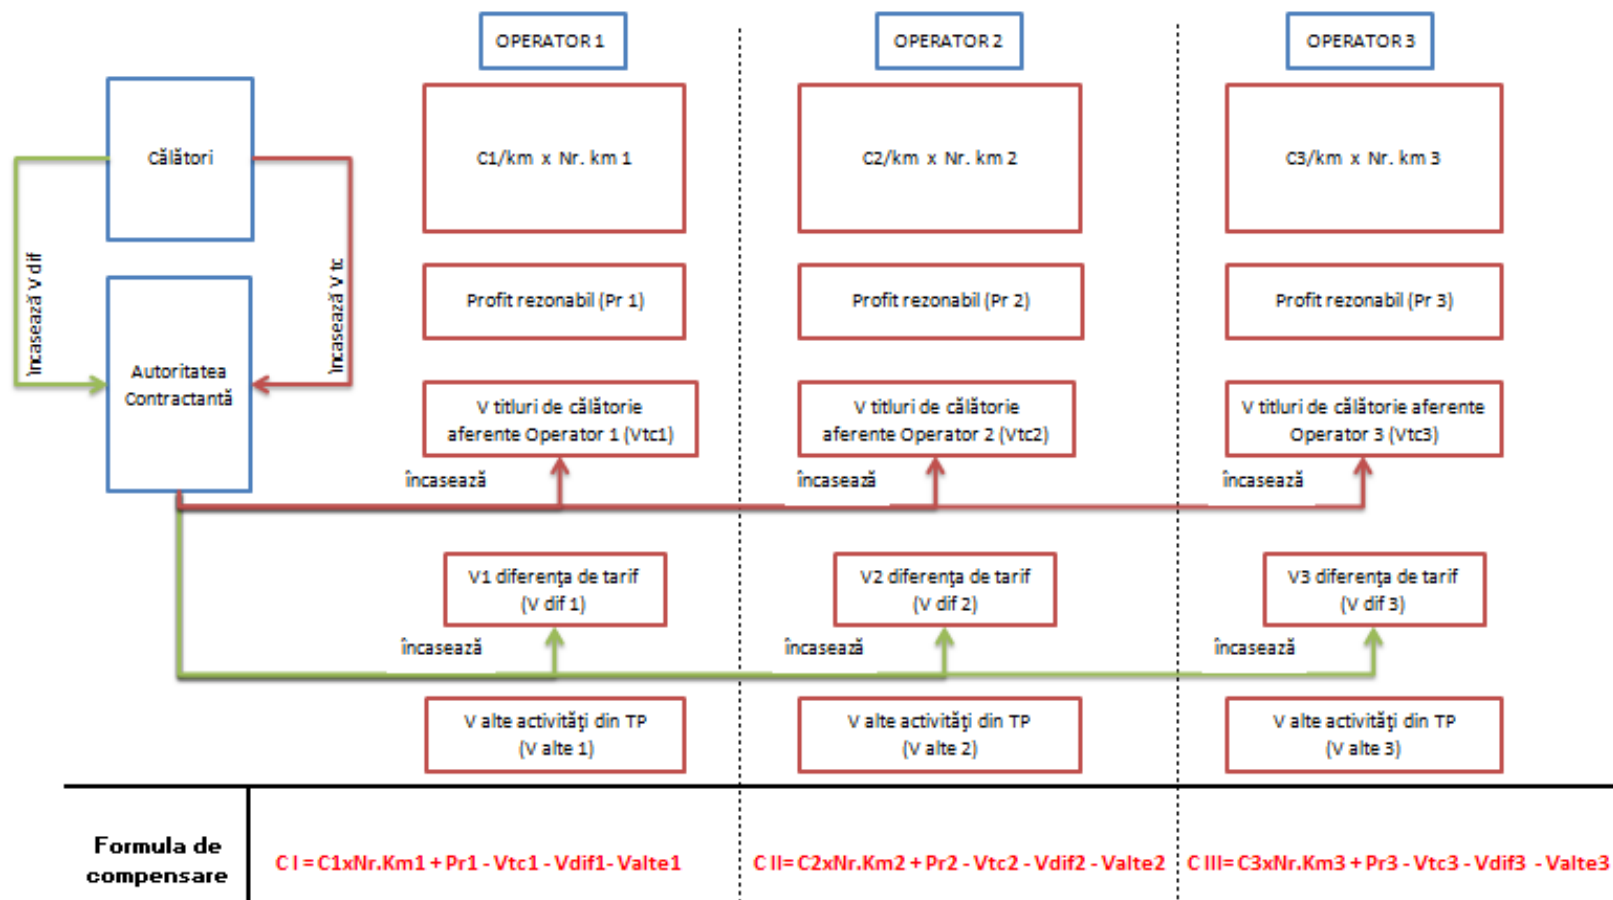 OPERATOR 1
OPERATOR 2
OPERATOR 3
Călători
C1/km x Nr. km 1
C2/km x Nr. km 2
C3/km x Nr. km 3
încasează V dif
încasează V tc
Profit rezonabil (Pr 1)
Profit rezonabil (Pr 2)
Profit rezonabil (Pr 3)
Autoritatea
Contractantă
V titluri de călătorie
aferente Operator 1 (Vtc1)
V titluri de călătorie
aferente Operator 2 (Vtc2)
V titluri de călătorie aferente
Operator 3 (Vtc3)
încasează
încasează
încasează
V1 diferența de tarif
(V dif 1)
V2 diferența de tarif
(V dif 2)
V3 diferența de tarif
(V dif 3)
încasează
încasează
încasează
V alte activități din TP
(V alte 1)
V alte activități din TP
(V alte 2)
V alte activități din TP
(V alte 3)
Formula de
compensare
C I = C1xNr.Km1 + Pr1 - Vtc1 - Vdif1- Valte1
C II= C2xNr.Km2 + Pr2 - Vtc2 - Vdif2 - Valte2
C III= C3xNr.Km3 + Pr3 - Vtc3 - Vdif3 - Valte3